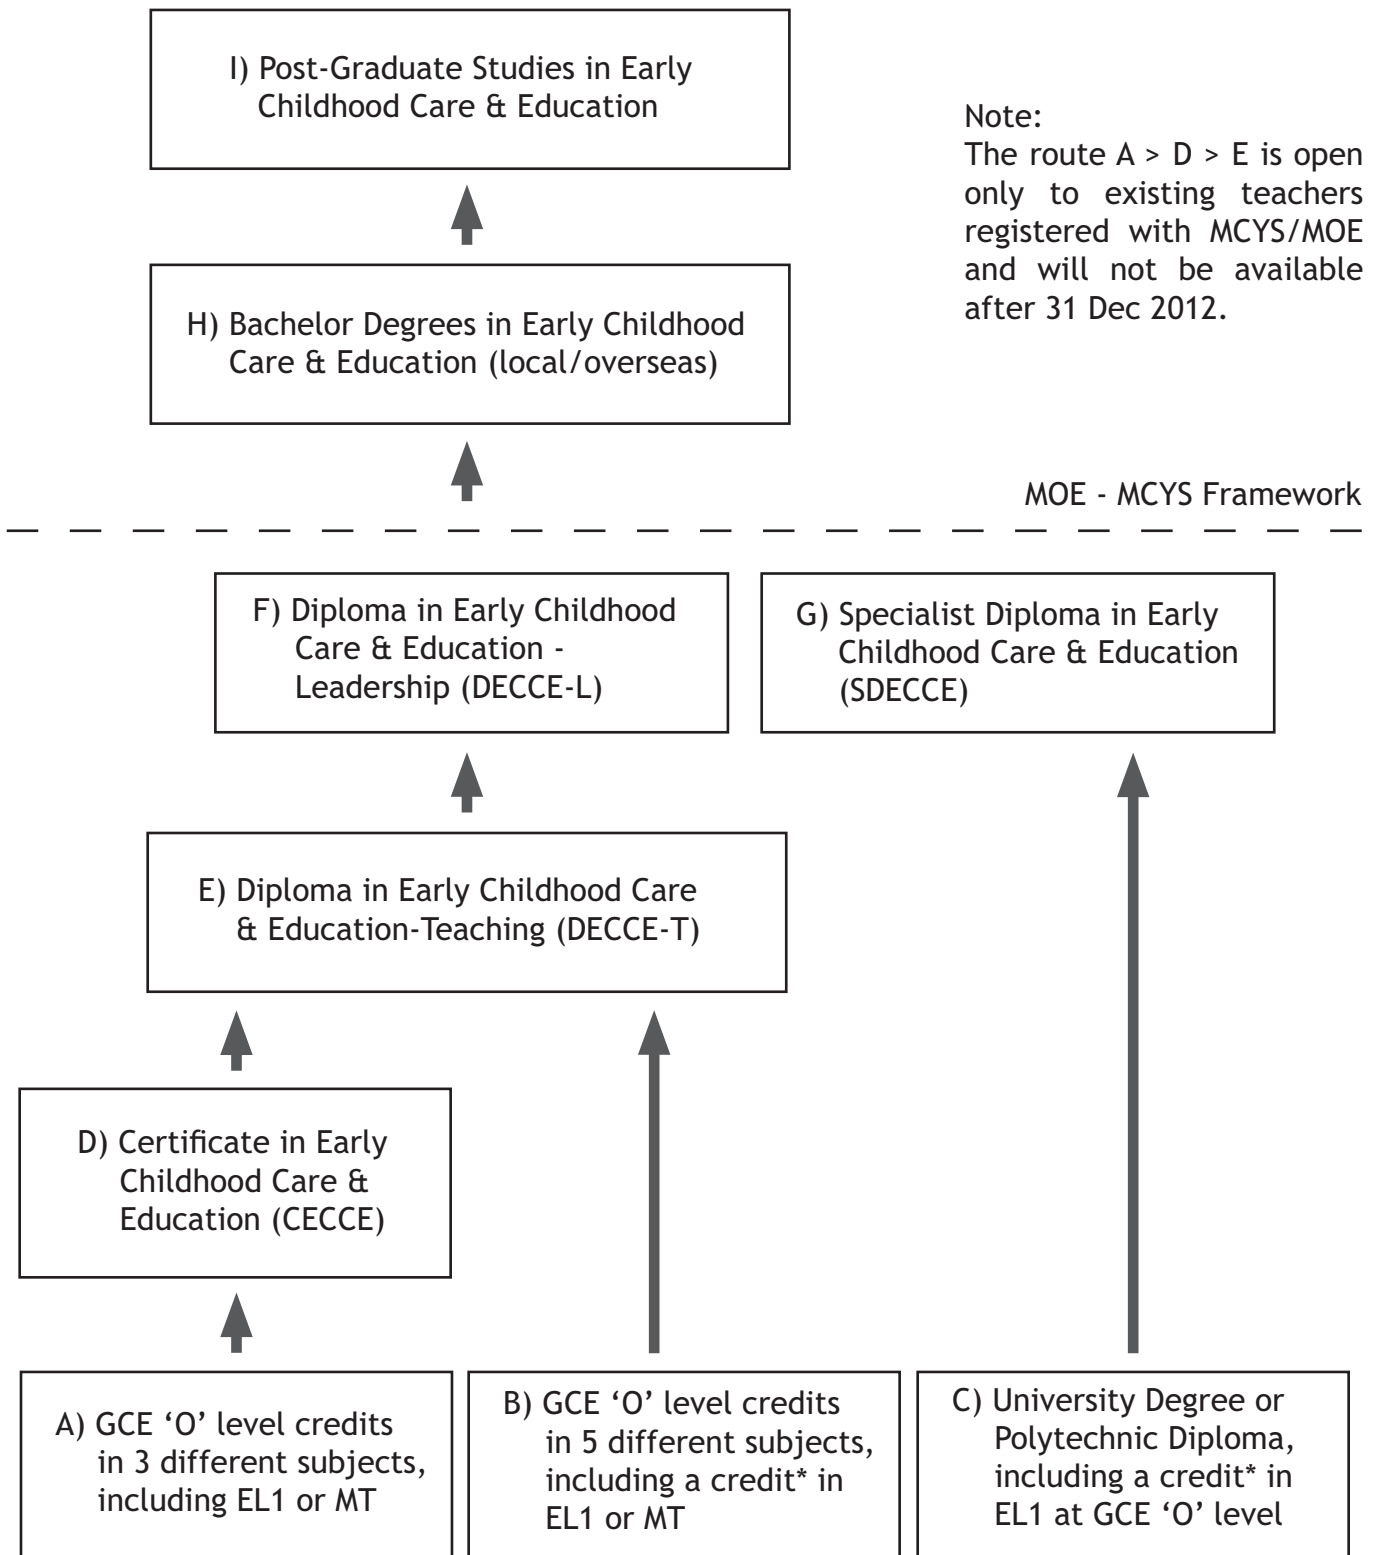 I) Post-Graduate Studies in Early
Childhood Care & Education
Note:
The route A > D > E is open
only to existing teachers
registered with MCYS/MOE
and will not be available
after 31 Dec 2012.
H) Bachelor Degrees in Early Childhood
Care & Education (local/overseas)
MOE - MCYS Framework
F) Diploma in Early Childhood
Care & Education -
Leadership (DECCE-L)
G) Specialist Diploma in Early
Childhood Care & Education
(SDECCE)
E) Diploma in Early Childhood Care
& Education-Teaching (DECCE-T)
D) Certificate in Early
Childhood Care &
Education (CECCE)
A) GCE ‘O’ level credits
in 3 different subjects,
including EL1 or MT
B) GCE ‘O’ level credits
in 5 different subjects,
including a credit* in
EL1 or MT
C) University Degree or
Polytechnic Diploma,
including a credit* in
EL1 at GCE ‘O’ level